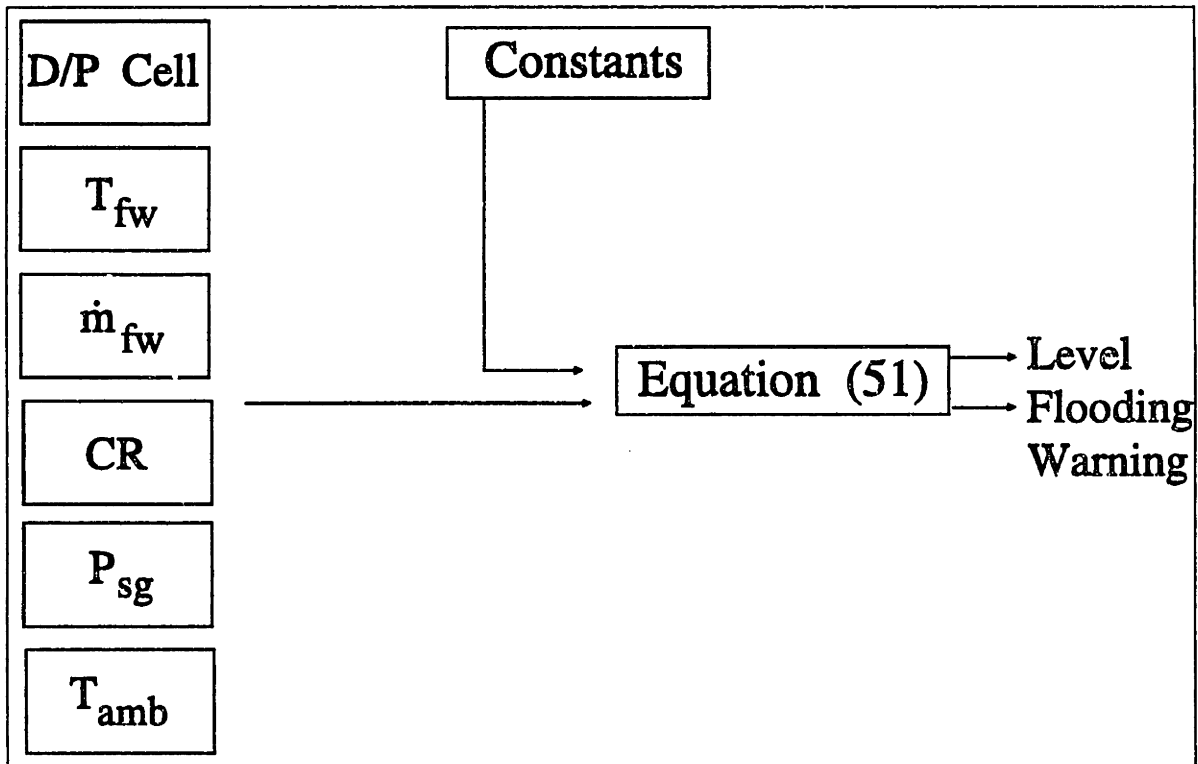 D/P Cell
T_fw
ṁ_fw
CR
P_sg
T_amb
Constants
Equation (51)
Level
Flooding
Warning